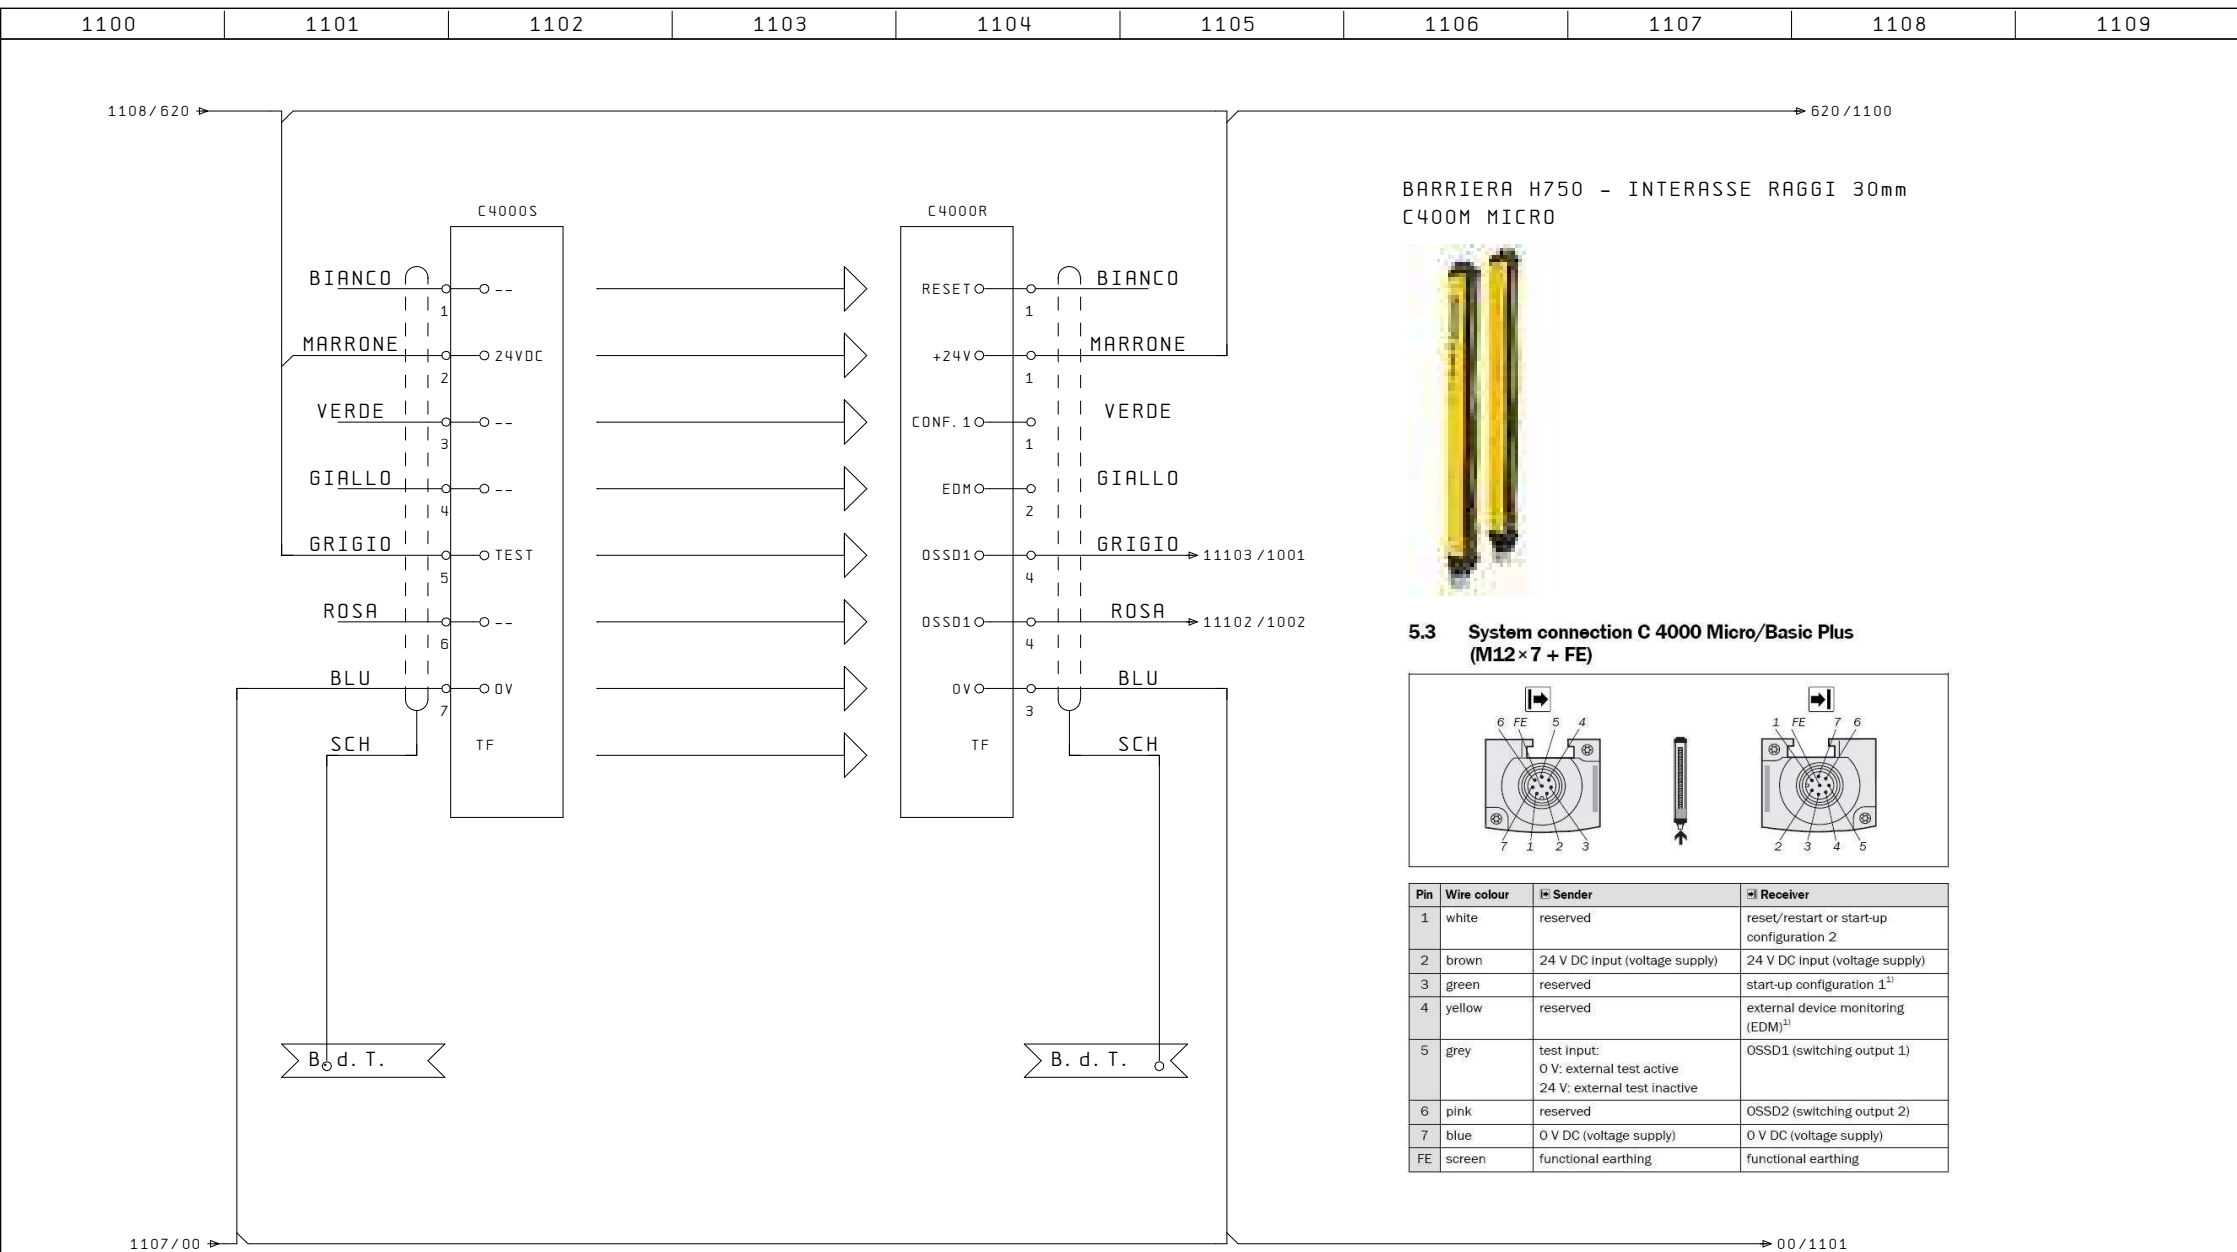 1100 1101 1102 1103 1104 1105 1106 1107 1108 1109
1108/620
620/1100
BARRIERA H750 - INTERASSE RAGGI 30mm
C400M MICRO
C4000S
C4000R
BIANCO
1
--
RESET
1
BIANCO
MARRONE
2
24VDC
+24V
1
MARRONE
VERDE
3
--
CONF.1
1
VERDE
GIALLO
4
--
EDM
2
GIALLO
GRIGIO
5
TEST
OSSD1
4
GRIGIO
11103/1001
ROSA
6
--
OSSD1
4
ROSA
11102/1002
BLU
7
0V
0V
3
BLU
SCH
TF
TF
SCH
B.d.T.
B.d.T.
1107/00
00/1101
5.3 System connection C 4000 Micro/Basic Plus
(M12×7 + FE)
6 FE 5 4
1 FE 7 6
7 1 2 3
2 3 4 5
Pin Wire colour Sender Receiver
1 white reserved reset/restart or start-up
configuration 2
2 brown 24 V DC input (voltage supply) 24 V DC input (voltage supply)
3 green reserved start-up configuration 1¹⁾
4 yellow reserved external device monitoring
(EDM)¹⁾
5 grey test input: OSSD1 (switching output 1)
0 V: external test active
24 V: external test inactive
6 pink reserved OSSD2 (switching output 2)
7 blue 0 V DC (voltage supply) 0 V DC (voltage supply)
FE screen functional earthing functional earthing